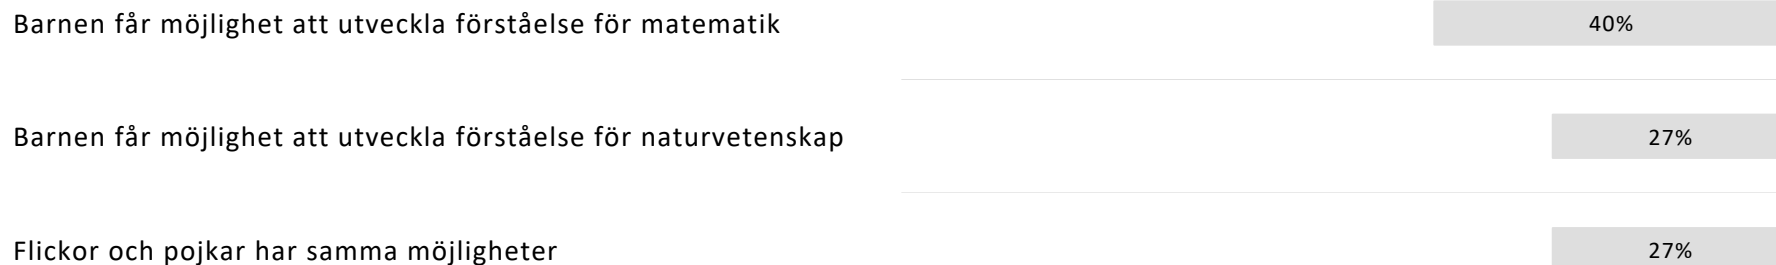 Barnen får möjlighet att utveckla förståelse för matematik 40%
Barnen får möjlighet att utveckla förståelse för naturvetenskap 27%
Flickor och pojkar har samma möjligheter 27%